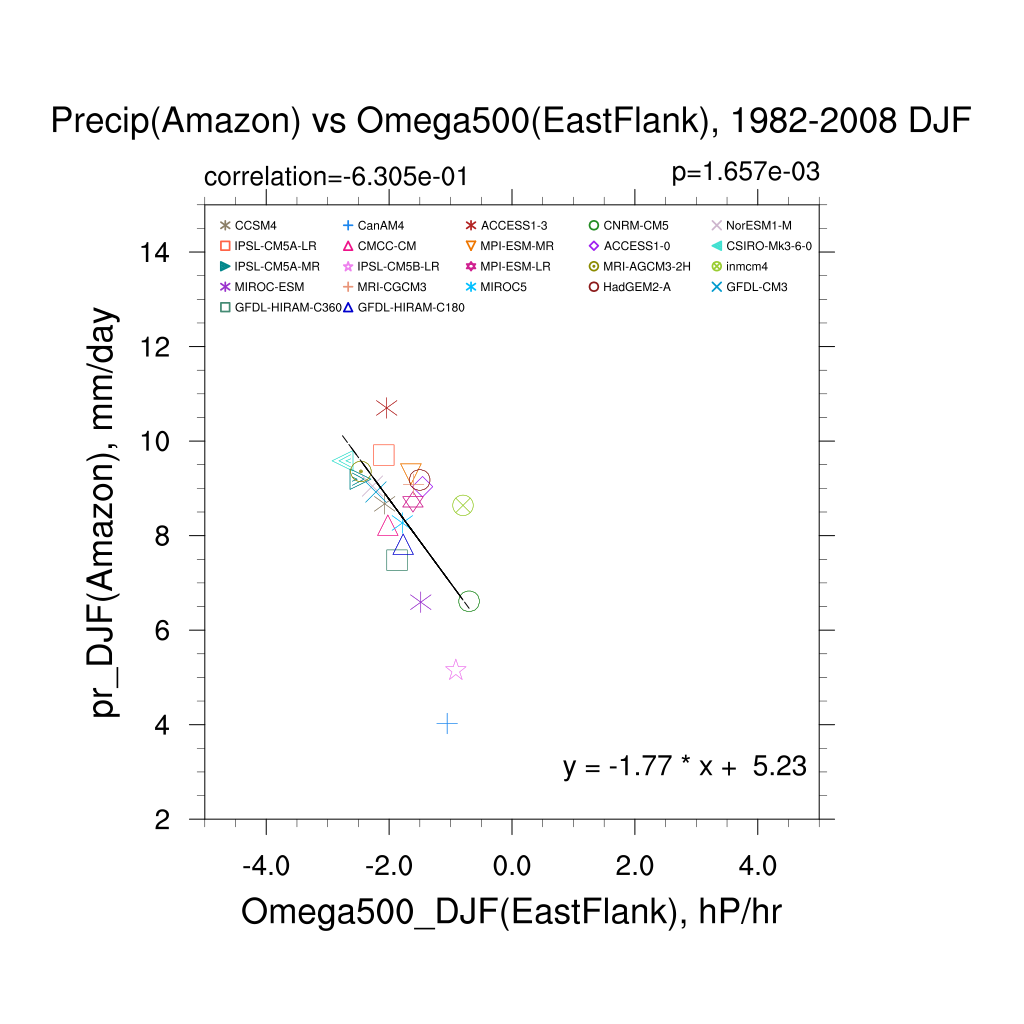 Precip(Amazon) vs Omega500(EastFlank), 1982-2008 DJF
correlation=-6.305e-01 p=1.657e-03
CCSM4 CanAM4 ACCESS1-3 CNRM-CM5 NorESM1-M
IPSL-CM5A-LR CMCC-CM MPI-ESM-MR ACCESS1-0 CSIRO-Mk3-6-0
IPSL-CM5A-MR IPSL-CM5B-LR MPI-ESM-LR MRI-AGCM3-2H inmcm4
MIROC-ESM MRI-CGCM3 MIROC5 HadGEM2-A GFDL-CM3
GFDL-HIRAM-C360 GFDL-HIRAM-C180
14
12
10
8
6
4
2
pr_DJF(Amazon), mm/day
y = -1.77 * x + 5.23
-4.0 -2.0 0.0 2.0 4.0
Omega500_DJF(EastFlank), hP/hr